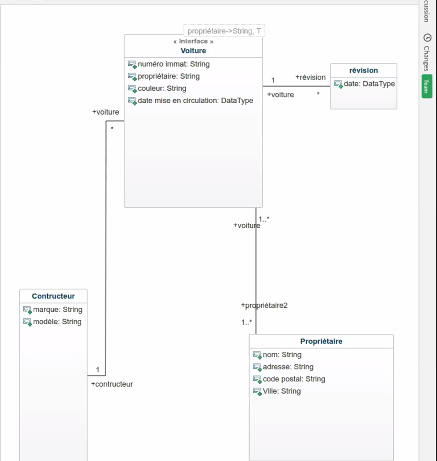 propriétaire->String, T
« Interface »
Voiture
numéro immat: String
propriétaire: String
couleur: String
date mise en circulation: DataType
révision
date: DataType
1
+révision
+voiture
*
+voiture
*
1..*
+voiture
+propriétaire2
1..*
Contructeur
marque: String
modèle: String
1
+contructeur
Propriétaire
nom: String
adresse: String
code postal: String
Ville: String
Changes
Team